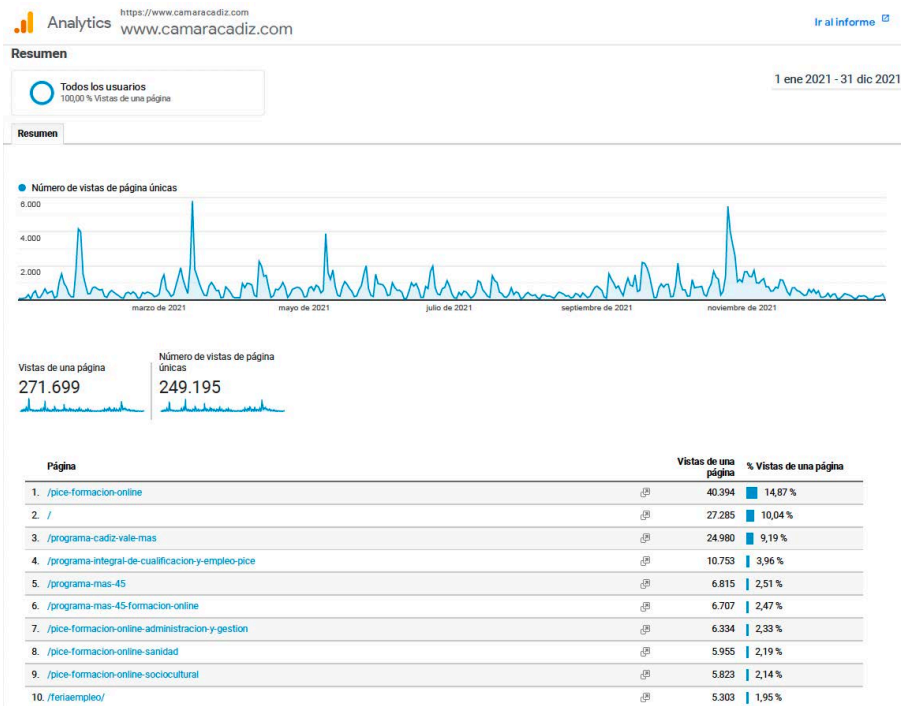 Analytics
https://www.camaracadiz.com
www.camaracadiz.com
Ir al informe
Resumen
Todos los usuarios
100,00 % Vistas de una página
1 ene 2021 - 31 dic 2021
Resumen
Número de vistas de página únicas
6.000
4.000
2.000
marzo de 2021 mayo de 2021 julio de 2021 septiembre de 2021 noviembre de 2021
Vistas de una página
271.699
Número de vistas de página
únicas
249.195
Página Vistas de una página % Vistas de una página
1. /pice-formacion-online 40.394 14,87 %
2. / 27.285 10,04 %
3. /programa-cadiz-vale-mas 24.980 9,19 %
4. /programa-integral-de-cualificacion-y-empleo-pice 10.753 3,96 %
5. /programa-mas-45 6.815 2,51 %
6. /programa-mas-45-formacion-online 6.707 2,47 %
7. /pice-formacion-online-administracion-y-gestion 6.334 2,33 %
8. /pice-formacion-online-sanidad 5.955 2,19 %
9. /pice-formacion-online-sociocultural 5.823 2,14 %
10. /feriaempleo/ 5.303 1,95 %